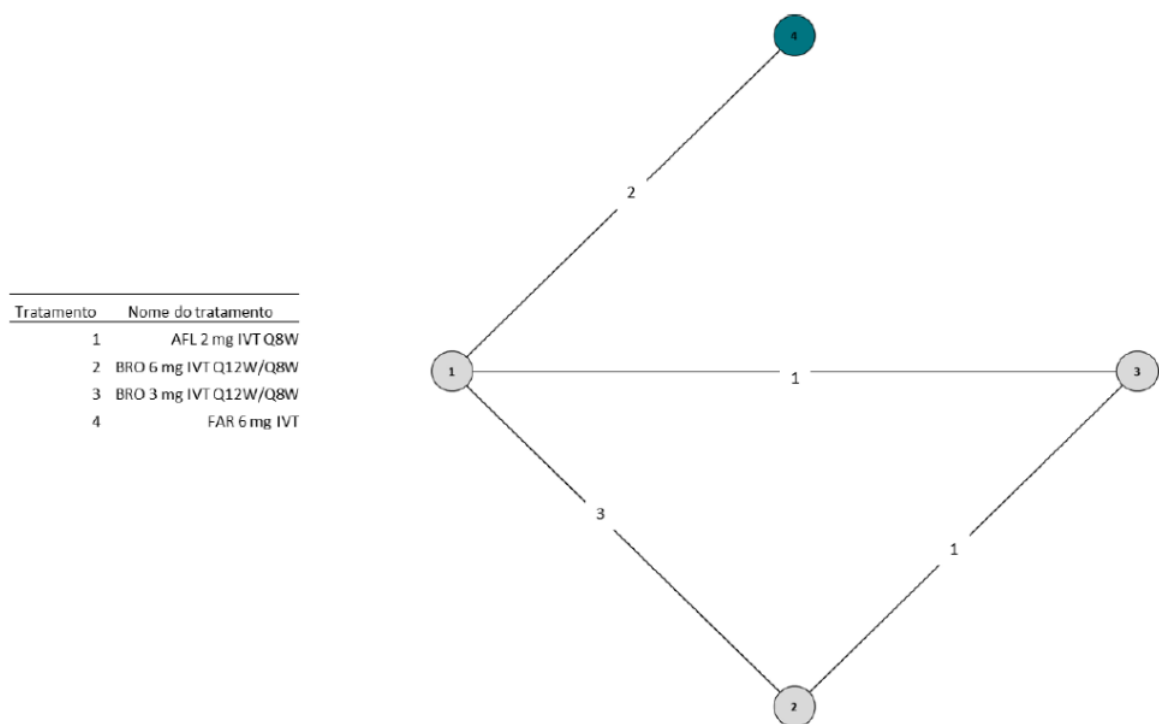 4
2
Tratamento Nome do tratamento
1 AFL 2 mg IVT Q8W
2 BRO 6 mg IVT Q12W/Q8W
3 BRO 3 mg IVT Q12W/Q8W
4 FAR 6 mg IVT
1
1
3
3
1
2